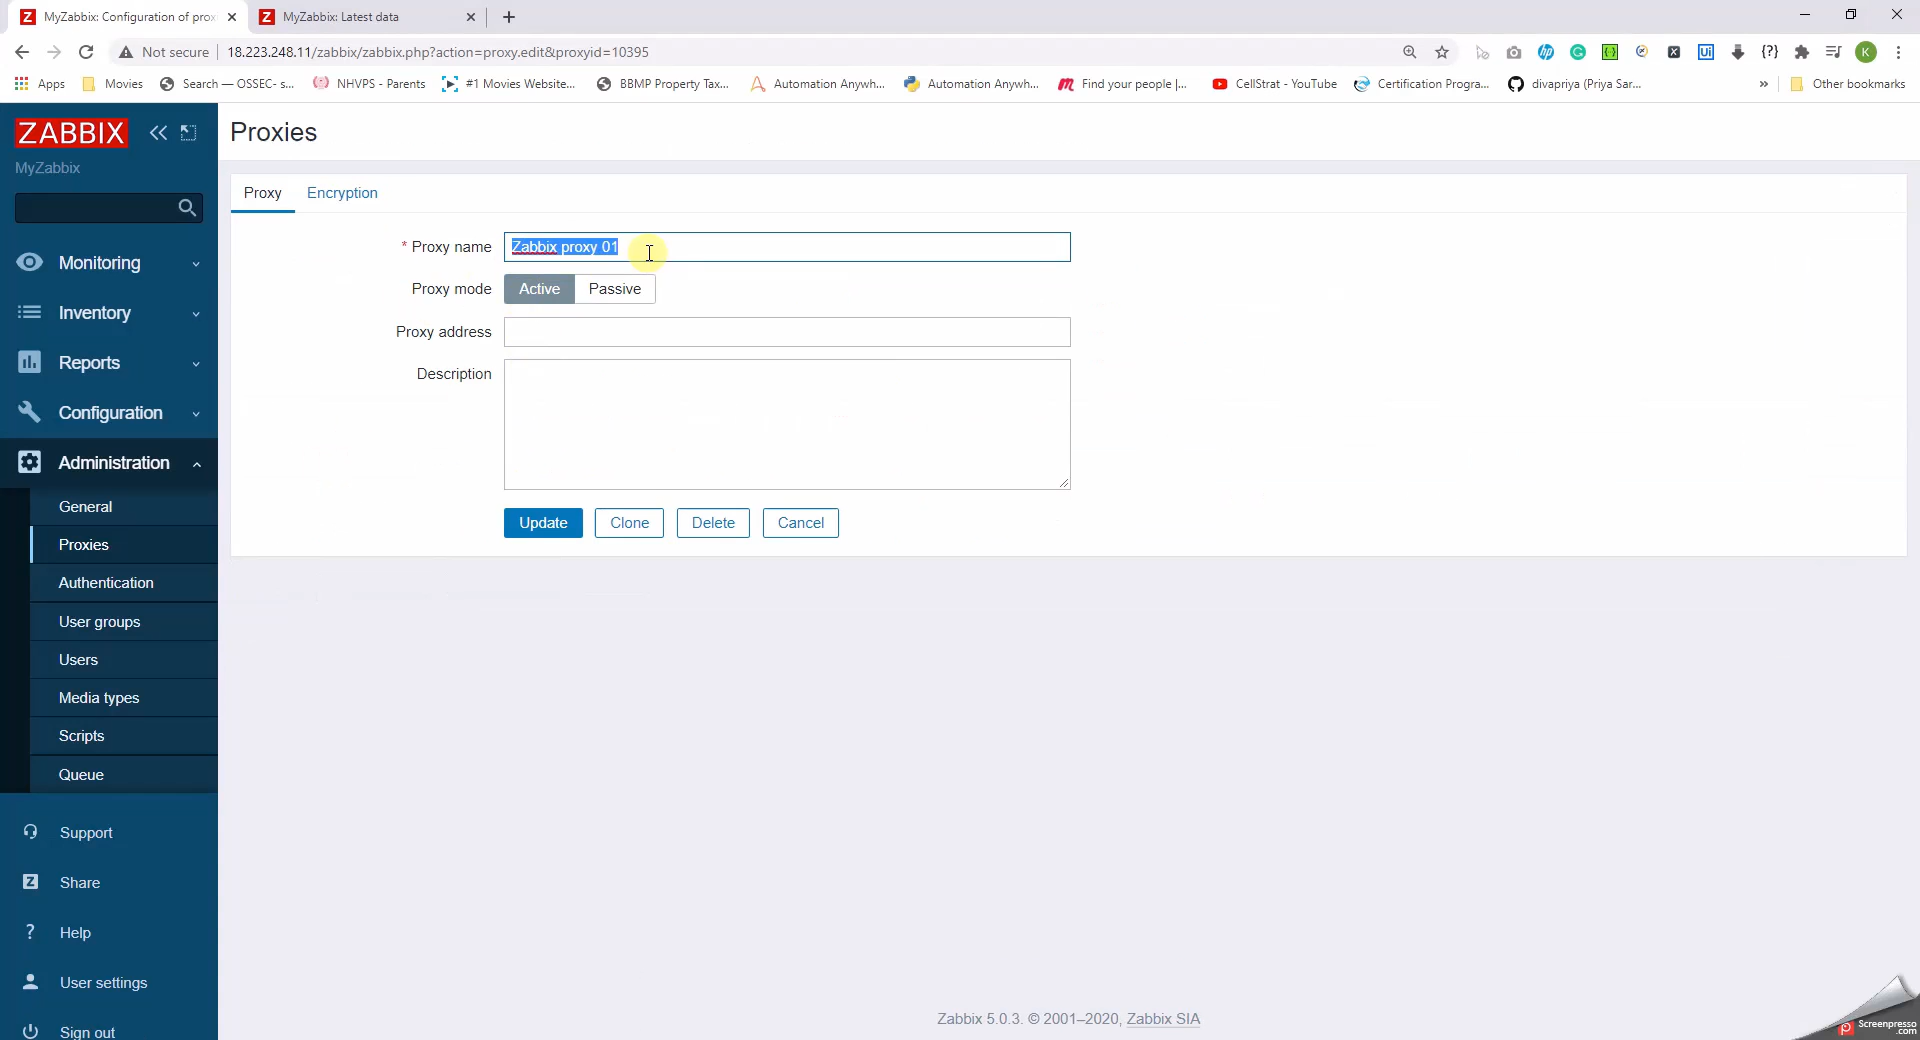 MyZabbix: Configuration of prox
MyZabbix: Latest data
Not secure
18.223.248.11/zabbix/zabbix.php?action=proxy.edit&proxyid=10395
Apps
Movies
Search — OSSEC- s...
NHVPS - Parents
#1 Movies Website...
BBMP Property Tax...
Automation Anywh...
Automation Anywh...
Find your people |...
CellStrat - YouTube
Certification Progra...
divapriya (Priya Sar...
»
Other bookmarks
ZABBIX
MyZabbix
Monitoring
Inventory
Reports
Configuration
Administration
General
Proxies
Authentication
User groups
Users
Media types
Scripts
Queue
Support
Share
Help
User settings
Sign out
Proxies
Proxy Encryption
* Proxy name Zabbix proxy 01
Proxy mode Active Passive
Proxy address
Description
Update Clone Delete Cancel
Zabbix 5.0.3. © 2001–2020, Zabbix SIA
Screenpresso
.com